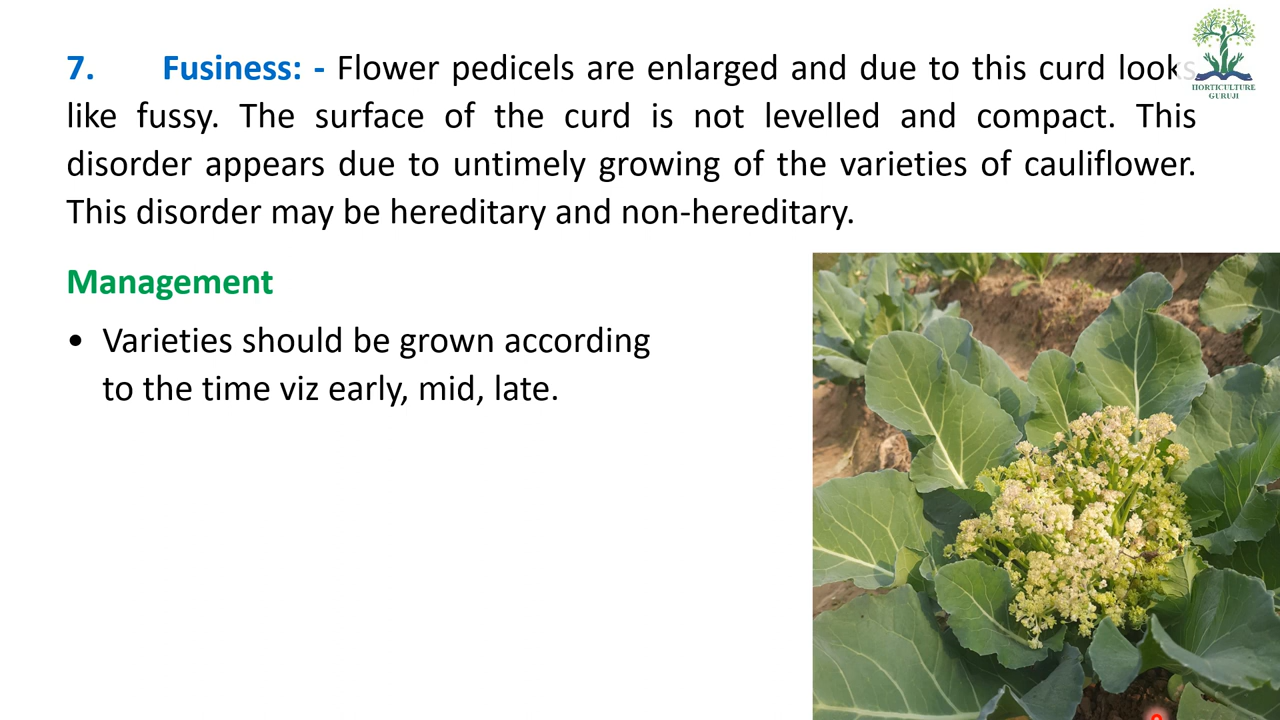 7. Fusiness: - Flower pedicels are enlarged and due to this curd looks
like fussy. The surface of the curd is not levelled and compact. This
disorder appears due to untimely growing of the varieties of cauliflower.
This disorder may be hereditary and non-hereditary.
HORTICULTURE
GURUJI
Management
• Varieties should be grown according
to the time viz early, mid, late.